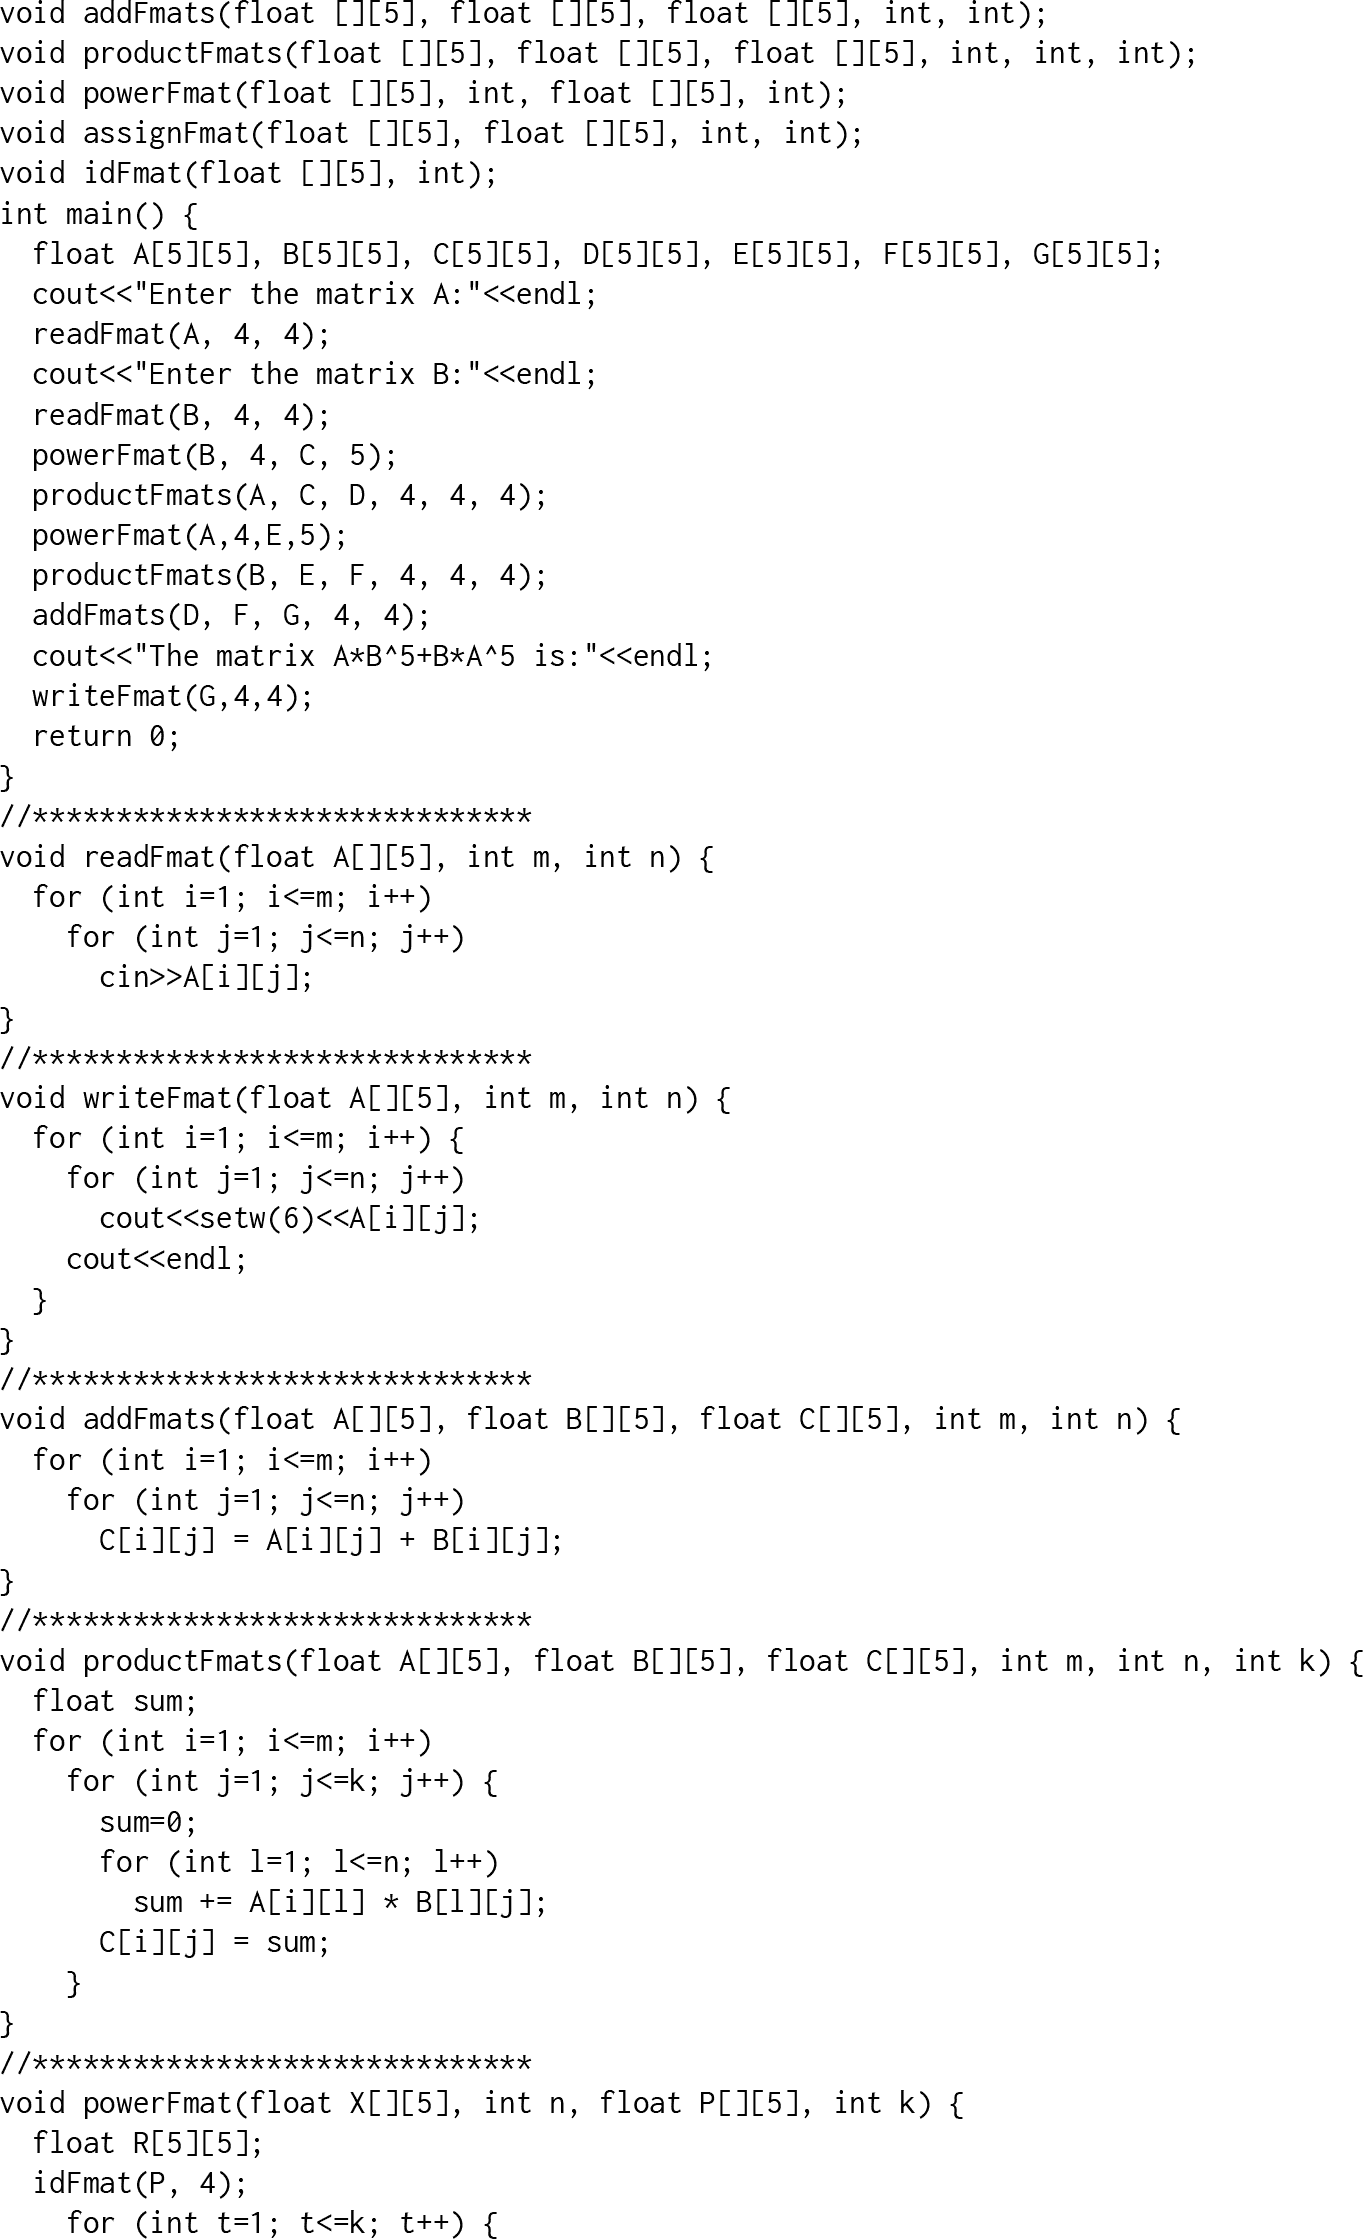 void addFmats(float [][5], float [][5], float [][5], int, int);
void productFmats(float [][5], float [][5], float [][5], int, int, int);
void powerFmat(float [][5], int, float [][5], int);
void assignFmat(float [][5], float [][5], int, int);
void idFmat(float [][5], int);
int main() {
  float A[5][5], B[5][5], C[5][5], D[5][5], E[5][5], F[5][5], G[5][5];
  cout<<"Enter the matrix A:"<<endl;
  readFmat(A, 4, 4);
  cout<<"Enter the matrix B:"<<endl;
  readFmat(B, 4, 4);
  powerFmat(B, 4, C, 5);
  productFmats(A, C, D, 4, 4, 4);
  powerFmat(A,4,E,5);
  productFmats(B, E, F, 4, 4, 4);
  addFmats(D, F, G, 4, 4);
  cout<<"The matrix A*B^5+B*A^5 is:"<<endl;
  writeFmat(G,4,4);
  return 0;
}
//******************************
void readFmat(float A[][5], int m, int n) {
  for (int i=1; i<=m; i++)
    for (int j=1; j<=n; j++)
      cin>>A[i][j];
}
//******************************
void writeFmat(float A[][5], int m, int n) {
  for (int i=1; i<=m; i++) {
    for (int j=1; j<=n; j++)
      cout<<setw(6)<<A[i][j];
    cout<<endl;
  }
}
//******************************
void addFmats(float A[][5], float B[][5], float C[][5], int m, int n) {
  for (int i=1; i<=m; i++)
    for (int j=1; j<=n; j++)
      C[i][j] = A[i][j] + B[i][j];
}
//******************************
void productFmats(float A[][5], float B[][5], float C[][5], int m, int n, int k) {
  float sum;
  for (int i=1; i<=m; i++)
    for (int j=1; j<=k; j++) {
      sum=0;
      for (int l=1; l<=n; l++)
        sum += A[i][l] * B[l][j];
      C[i][j] = sum;
    }
}
//******************************
void powerFmat(float X[][5], int n, float P[][5], int k) {
  float R[5][5];
  idFmat(P, 4);
    for (int t=1; t<=k; t++) {